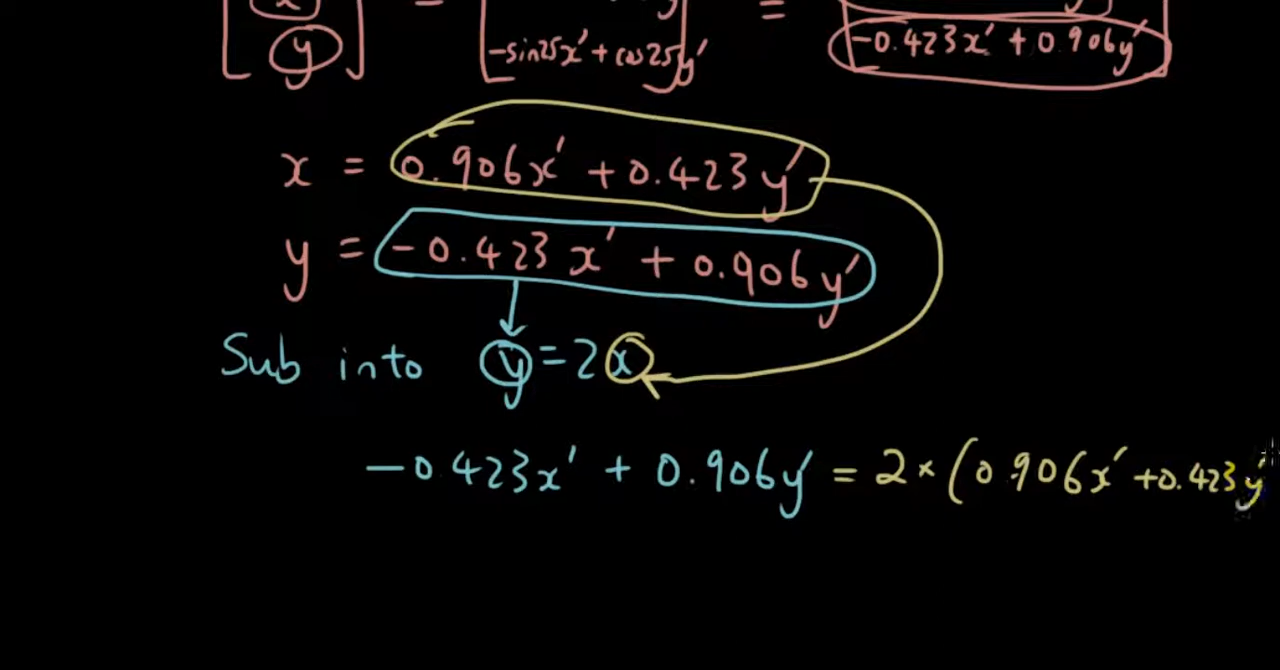 y = -sin25x' + cos25y' = -0.423x' + 0.906y'
x = 0.906x' + 0.423y'
y = -0.423x' + 0.906y'
Sub into y = 2x
-0.423x' + 0.906y' = 2 × (0.906x' + 0.423y'